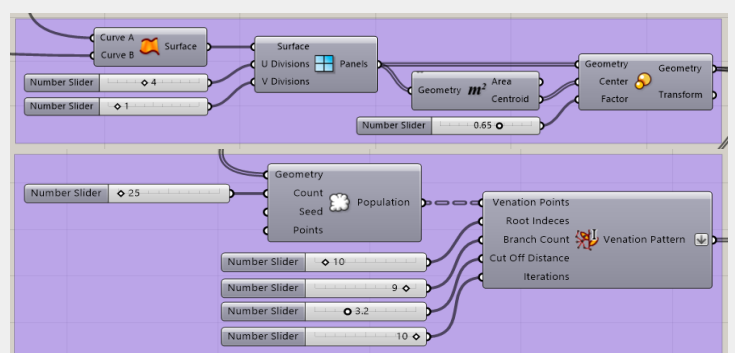 Curve A
Curve B
Surface
Number Slider 4
Number Slider 1
Surface
U Divisions
V Divisions
Panels
Geometry
m²
Area
Centroid
Number Slider 0.65
Geometry
Center
Factor
Geometry
Transform
Number Slider 25
Geometry
Count
Seed
Points
Population
Number Slider 10
Number Slider 9
Number Slider 3.2
Number Slider 10
Venation Points
Root Indeces
Branch Count
Cut Off Distance
Iterations
Venation Pattern